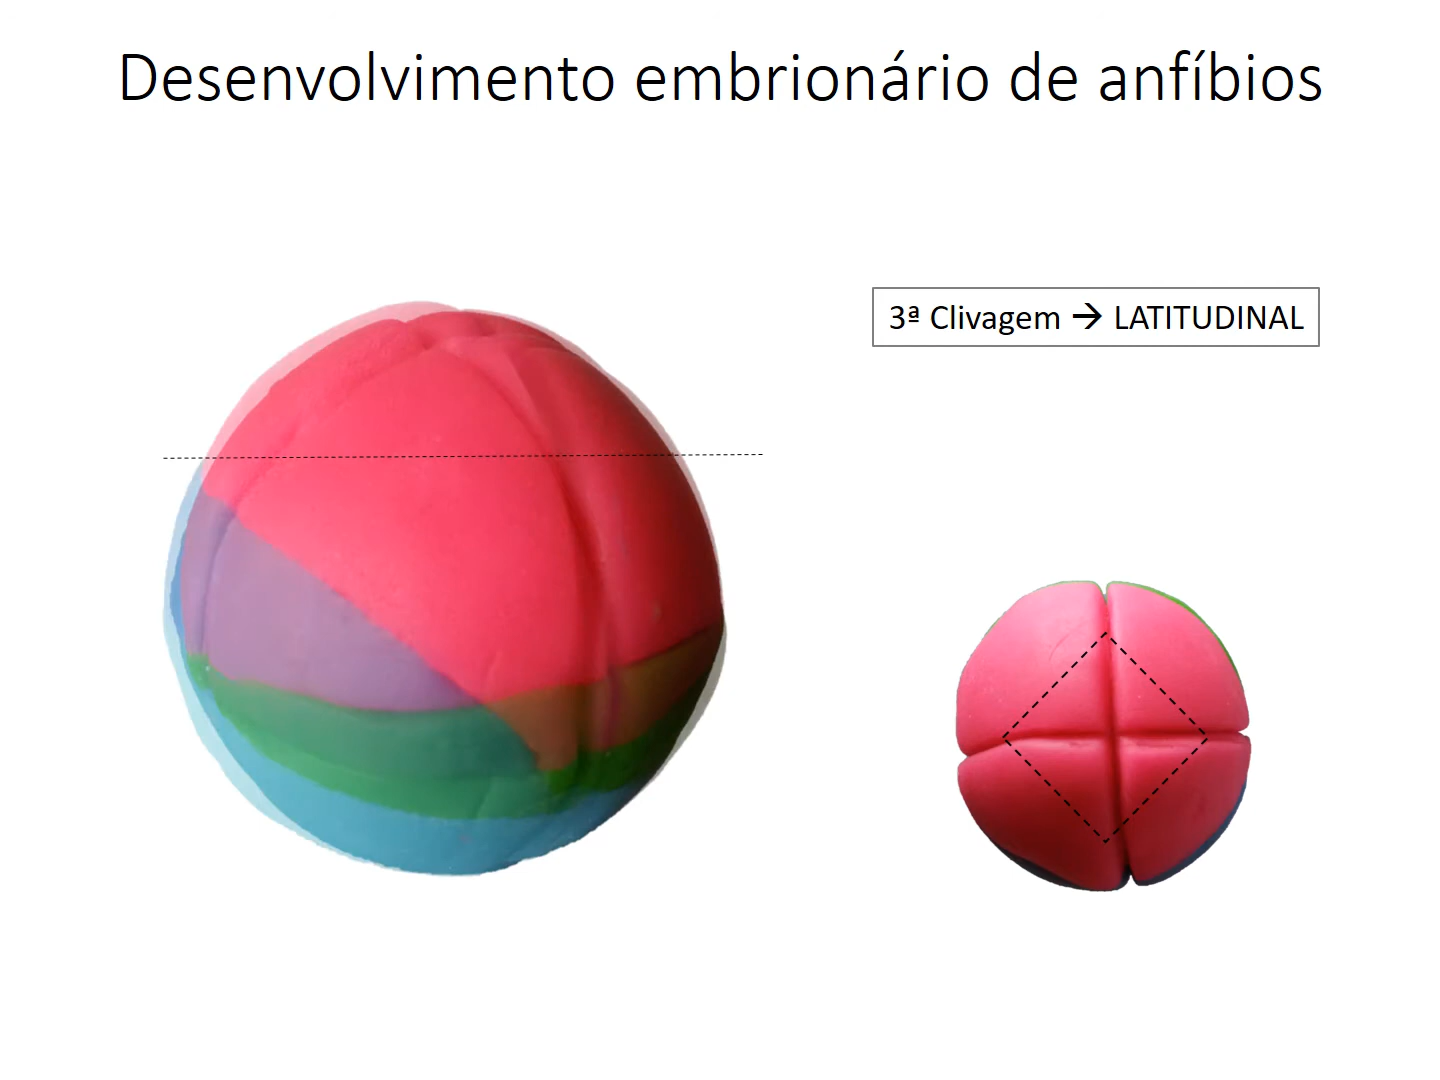 Desenvolvimento embrionário de anfíbios
3ª Clivagem → LATITUDINAL